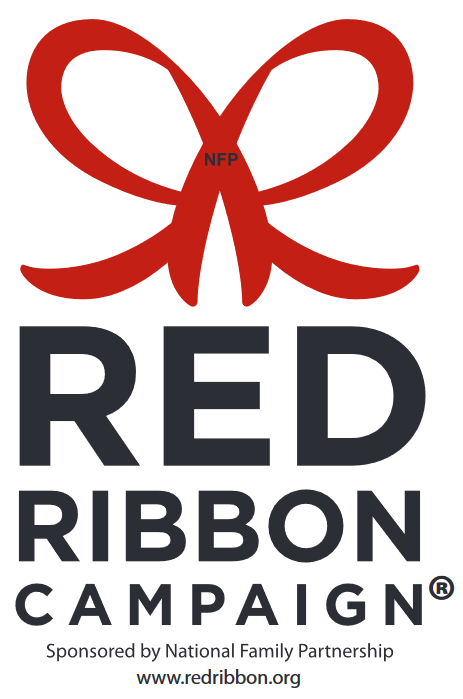 NFP
RED
RIBBON
CAMPAIGN®
Sponsored by National Family Partnership
www.redribbon.org